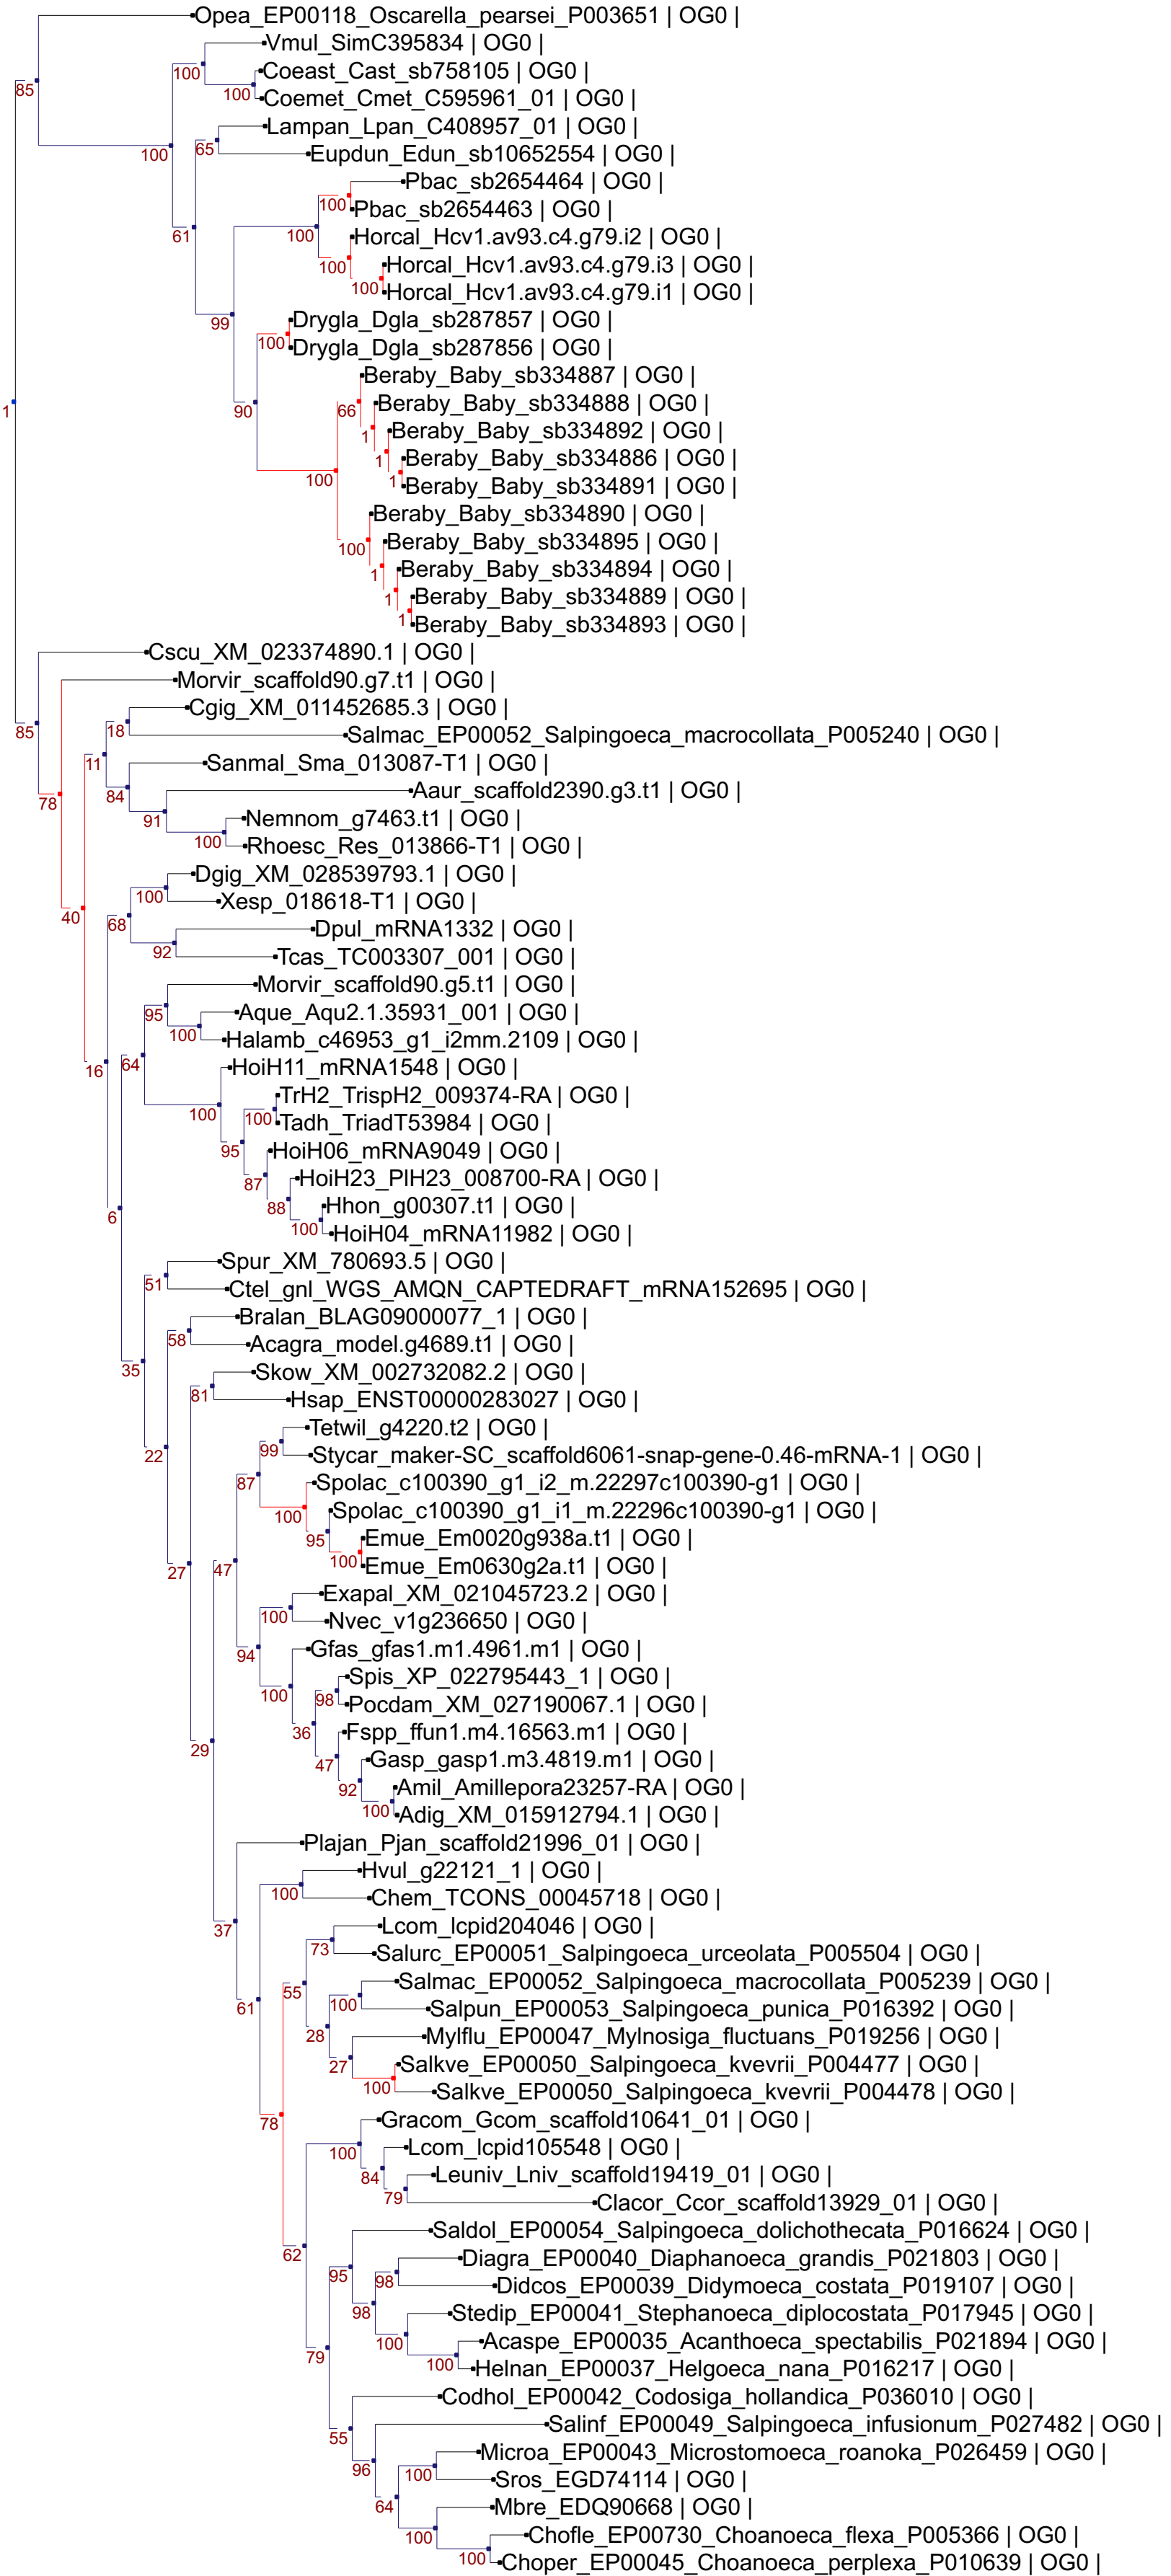 Opea_EP00118_Oscarella_pearsei_P003651 | OG0 |
Vmul_SimC395834 | OG0 |
100
Coeast_Cast_sb758105 | OG0 |
85
100
Coemet_Cmet_C595961_01 | OG0 |
Lampan_Lpan_C408957_01 | OG0 |
100
65
Eupdun_Edun_sb10652554 | OG0 |
Pbac_sb2654464 | OG0 |
100
Pbac_sb2654463 | OG0 |
61
100
Horcal_Hcv1.av93.c4.g79.i2 | OG0 |
100
Horcal_Hcv1.av93.c4.g79.i3 | OG0 |
100
Horcal_Hcv1.av93.c4.g79.i1 | OG0 |
99
Drygla_Dgla_sb287857 | OG0 |
100
Drygla_Dgla_sb287856 | OG0 |
Beraby_Baby_sb334887 | OG0 |
1
90
66
Beraby_Baby_sb334888 | OG0 |
1
Beraby_Baby_sb334892 | OG0 |
1
Beraby_Baby_sb334886 | OG0 |
100
1
Beraby_Baby_sb334891 | OG0 |
Beraby_Baby_sb334890 | OG0 |
100
Beraby_Baby_sb334895 | OG0 |
1
Beraby_Baby_sb334894 | OG0 |
1
Beraby_Baby_sb334889 | OG0 |
1
Beraby_Baby_sb334893 | OG0 |
Cscu_XM_023374890.1 | OG0 |
Morvir_scaffold90.g7.t1 | OG0 |
Cgig_XM_011452685.3 | OG0 |
85
18
Salmac_EP00052_Salpingoeca_macrocollata_P005240 | OG0 |
11
Sanmal_Sma_013087-T1 | OG0 |
78
84
Aaur_scaffold2390.g3.t1 | OG0 |
91
Nemnom_g7463.t1 | OG0 |
100
Rhoesc_Res_013866-T1 | OG0 |
Dgig_XM_028539793.1 | OG0 |
100
Xesp_018618-T1 | OG0 |
40
68
Dpul_mRNA1332 | OG0 |
92
Tcas_TC003307_001 | OG0 |
Morvir_scaffold90.g5.t1 | OG0 |
95
Aque_Aqu2.1.35931_001 | OG0 |
100
Halamb_c46953_g1_i2mm.2109 | OG0 |
16
64
HoiH11_mRNA1548 | OG0 |
TrH2_TrispH2_009374-RA | OG0 |
100
100
Tadh_TriadT53984 | OG0 |
95
HoiH06_mRNA9049 | OG0 |
87
HoiH23_PlH23_008700-RA | OG0 |
88
Hhon_g00307.t1 | OG0 |
6
100
HoiH04_mRNA11982 | OG0 |
Spur_XM_780693.5 | OG0 |
51
Ctel_gnl_WGS_AMQN_CAPTEDRAFT_mRNA152695 | OG0 |
Bralan_BLAG09000077_1 | OG0 |
58
Acagra_model.g4689.t1 | OG0 |
35
Skow_XM_002732082.2 | OG0 |
81
Hsap_ENST00000283027 | OG0 |
Tetwil_g4220.t2 | OG0 |
22
99
Stycar_maker-SC_scaffold6061-snap-gene-0.46-mRNA-1 | OG0 |
87
Spolac_c100390_g1_i2_m.22297c100390-g1 | OG0 |
100
Spolac_c100390_g1_i1_m.22296c100390-g1 | OG0 |
95
Emue_Em0020g938a.t1 | OG0 |
27
47
100
Emue_Em0630g2a.t1 | OG0 |
Exapal_XM_021045723.2 | OG0 |
100
Nvec_v1g236650 | OG0 |
94
Gfas_gfas1.m1.4961.m1 | OG0 |
Spis_XP_022795443_1 | OG0 |
100
98
Pocdam_XM_027190067.1 | OG0 |
36
Fspp_ffun1.m4.16563.m1 | OG0 |
29
47
Gasp_gasp1.m3.4819.m1 | OG0 |
92
Amil_Amillepora23257-RA | OG0 |
100
Adig_XM_015912794.1 | OG0 |
Plajan_Pjan_scaffold21996_01 | OG0 |
Hvul_g22121_1 | OG0 |
100
Chem_TCONS_00045718 | OG0 |
37
Lcom_lcpid204046 | OG0 |
73
Salurc_EP00051_Salpingoeca_urceolata_P005504 | OG0 |
55
Salmac_EP00052_Salpingoeca_macrocollata_P005239 | OG0 |
61
100
Salpun_EP00053_Salpingoeca_punica_P016392 | OG0 |
28
Mylflu_EP00047_Mylnosiga_fluctuans_P019256 | OG0 |
27
Salkve_EP00050_Salpingoeca_kvevrii_P004477 | OG0 |
100
Salkve_EP00050_Salpingoeca_kvevrii_P004478 | OG0 |
78
Gracom_Gcom_scaffold10641_01 | OG0 |
100
Lcom_lcpid105548 | OG0 |
84
Leuniv_Lniv_scaffold19419_01 | OG0 |
79
Clacor_Ccor_scaffold13929_01 | OG0 |
62
Saldol_EP00054_Salpingoeca_dolichothecata_P016624 | OG0 |
95
Diagra_EP00040_Diaphanoeca_grandis_P021803 | OG0 |
98
Didcos_EP00039_Didymoeca_costata_P019107 | OG0 |
98
Stedip_EP00041_Stephanoeca_diplocostata_P017945 | OG0 |
100
Acaspe_EP00035_Acanthoeca_spectabilis_P021894 | OG0 |
79
100
Helnan_EP00037_Helgoeca_nana_P016217 | OG0 |
Codhol_EP00042_Codosiga_hollandica_P036010 | OG0 |
55
Salinf_EP00049_Salpingoeca_infusionum_P027482 | OG0 |
96
Microa_EP00043_Microstomoeca_roanoka_P026459 | OG0 |
100
Sros_EGD74114 | OG0 |
64
Mbre_EDQ90668 | OG0 |
100
Chofle_EP00730_Choanoeca_flexa_P005366 | OG0 |
100
Choper_EP00045_Choanoeca_perplexa_P010639 | OG0 |